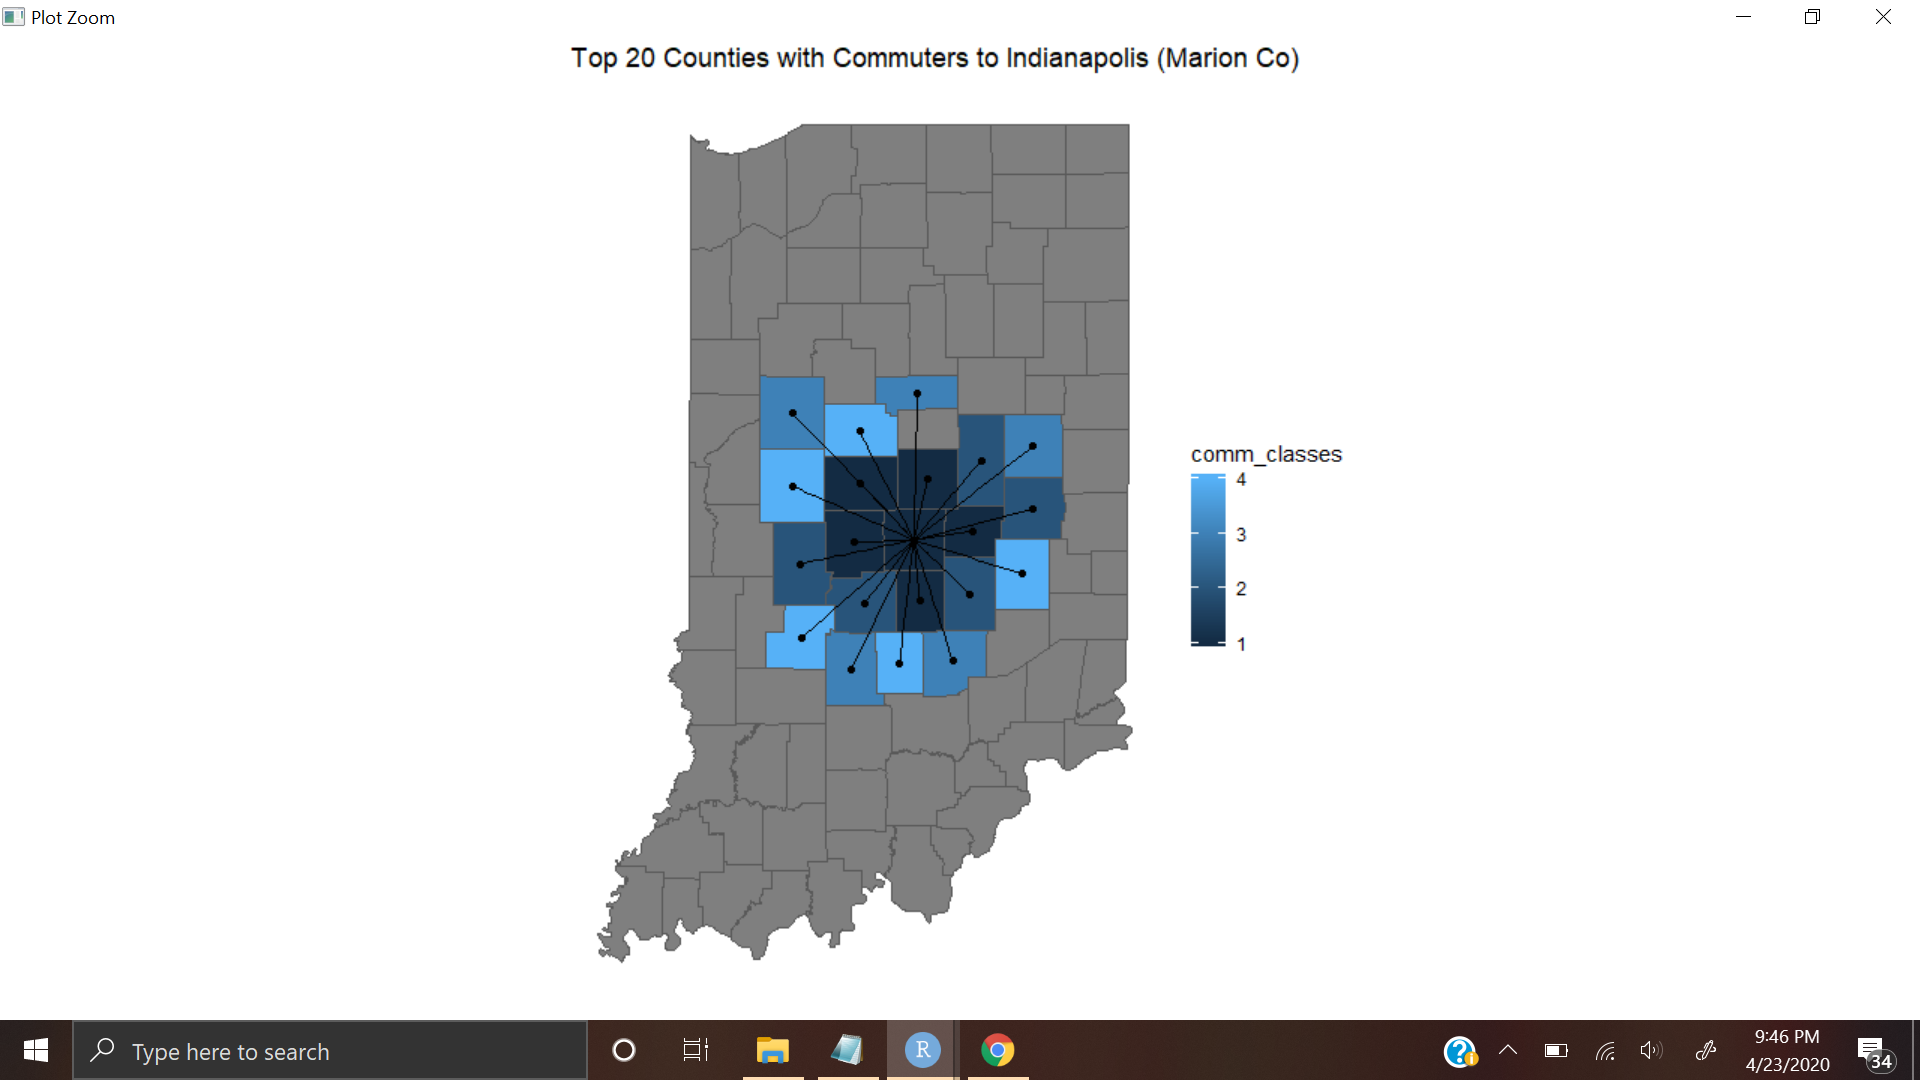 Plot Zoom
Top 20 Counties with Commuters to Indianapolis (Marion Co)
comm_classes
4
3
2
1
Type here to search
R
?
9:46 PM
4/23/2020
34